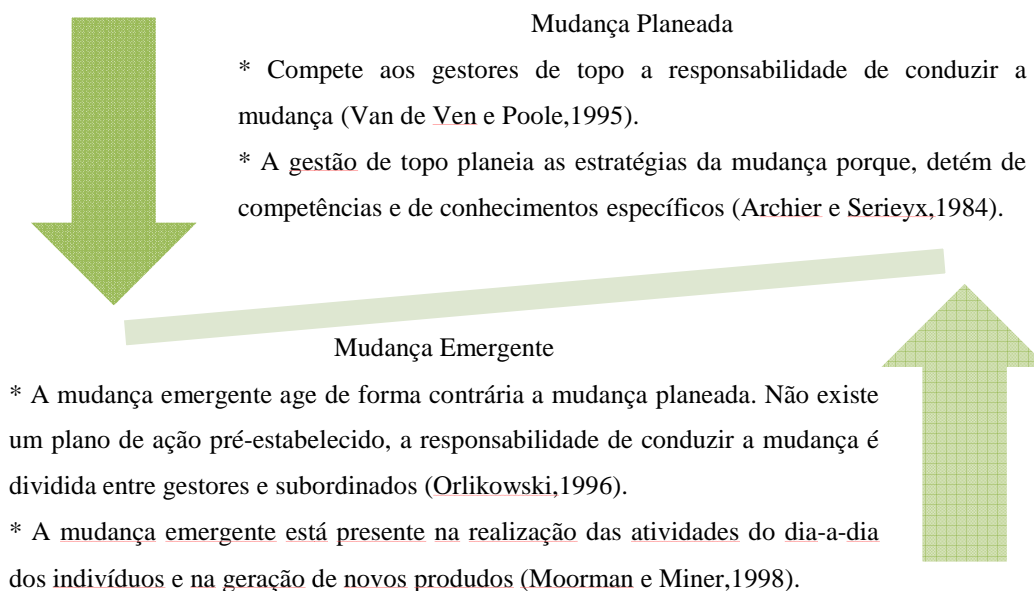 Mudança Planeada
* Compete aos gestores de topo a responsabilidade de conduzir a
mudança (Van de Ven e Poole,1995).
* A gestão de topo planeia as estratégias da mudança porque, detém de
competências e de conhecimentos específicos (Archier e Serieyx,1984).
Mudança Emergente
* A mudança emergente age de forma contrária a mudança planeada. Não existe
um plano de ação pré-estabelecido, a responsabilidade de conduzir a mudança é
dividida entre gestores e subordinados (Orlikowski,1996).
* A mudança emergente está presente na realização das atividades do dia-a-dia
dos indivíduos e na geração de novos produdos (Moorman e Miner,1998).